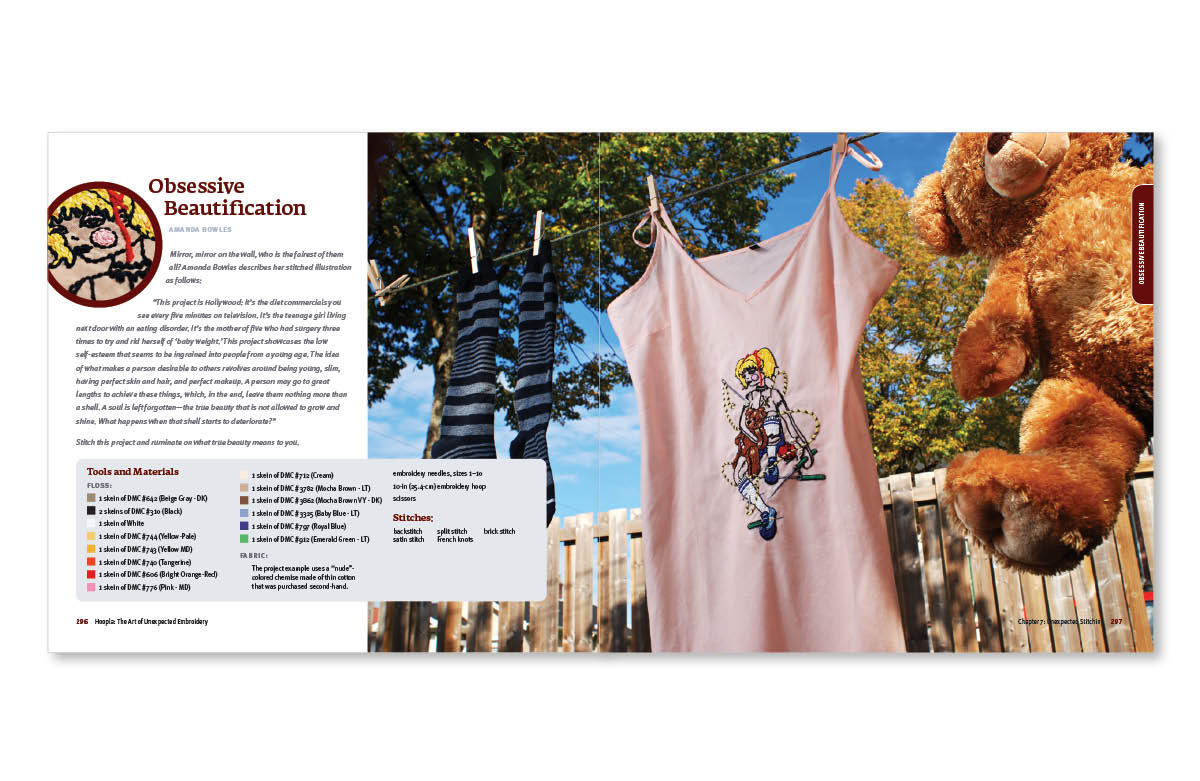 Obsessive
Beautification
AMANDA BOWLES
Mirror, mirror on the wall, who is the fairest of them
all? Amanda Bowles describes her stitched illustration
as follows:
"This project is Hollywood; it's the diet commercials you
see every five minutes on television. It's the teenage girl living
next door with an eating disorder. It's the mother of five who had surgery three
times to try and rid herself of 'baby weight.' This project showcases the low
self-esteem that seems to be ingrained into people from a young age. The idea
of what makes a person desirable to others revolves around being young, slim,
having perfect skin and hair, and perfect makeup. A person may go to great
lengths to achieve these things, which, in the end, leave them nothing more than
a shell. A soul is left forgotten—the true beauty that is not allowed to grow and
shine. What happens when that shell starts to deteriorate?"
Stitch this project and ruminate on what true beauty means to you.
Tools and Materials
FLOSS:
1 skein of DMC #642 (Beige Gray - DK)
2 skeins of DMC #310 (Black)
1 skein of White
1 skein of DMC #744 (Yellow -Pale)
1 skein of DMC #743 (Yellow MD)
1 skein of DMC #740 (Tangerine)
1 skein of DMC #606 (Bright Orange-Red)
1 skein of DMC #776 (Pink - MD)
1 skein of DMC #712 (Cream)
1 skein of DMC #3782 (Mocha Brown - LT)
1 skein of DMC #3862 (Mocha Brown VY - DK)
1 skein of DMC #3325 (Baby Blue - LT)
1 skein of DMC #797 (Royal Blue)
1 skein of DMC #912 (Emerald Green - LT)
FABRIC:
The project example uses a "nude"-
colored chemise made of thin cotton
that was purchased second-hand.
embroidery needles, sizes 1–10
10-in (25.4-cm) embroidery hoop
scissors
Stitches:
backstitch split stitch brick stitch
satin stitch French knots
296 Hoopla: The Art of Unexpected Embroidery
OBSESSIVE BEAUTIFICATION
Chapter 7: Unexpected Stitching 297